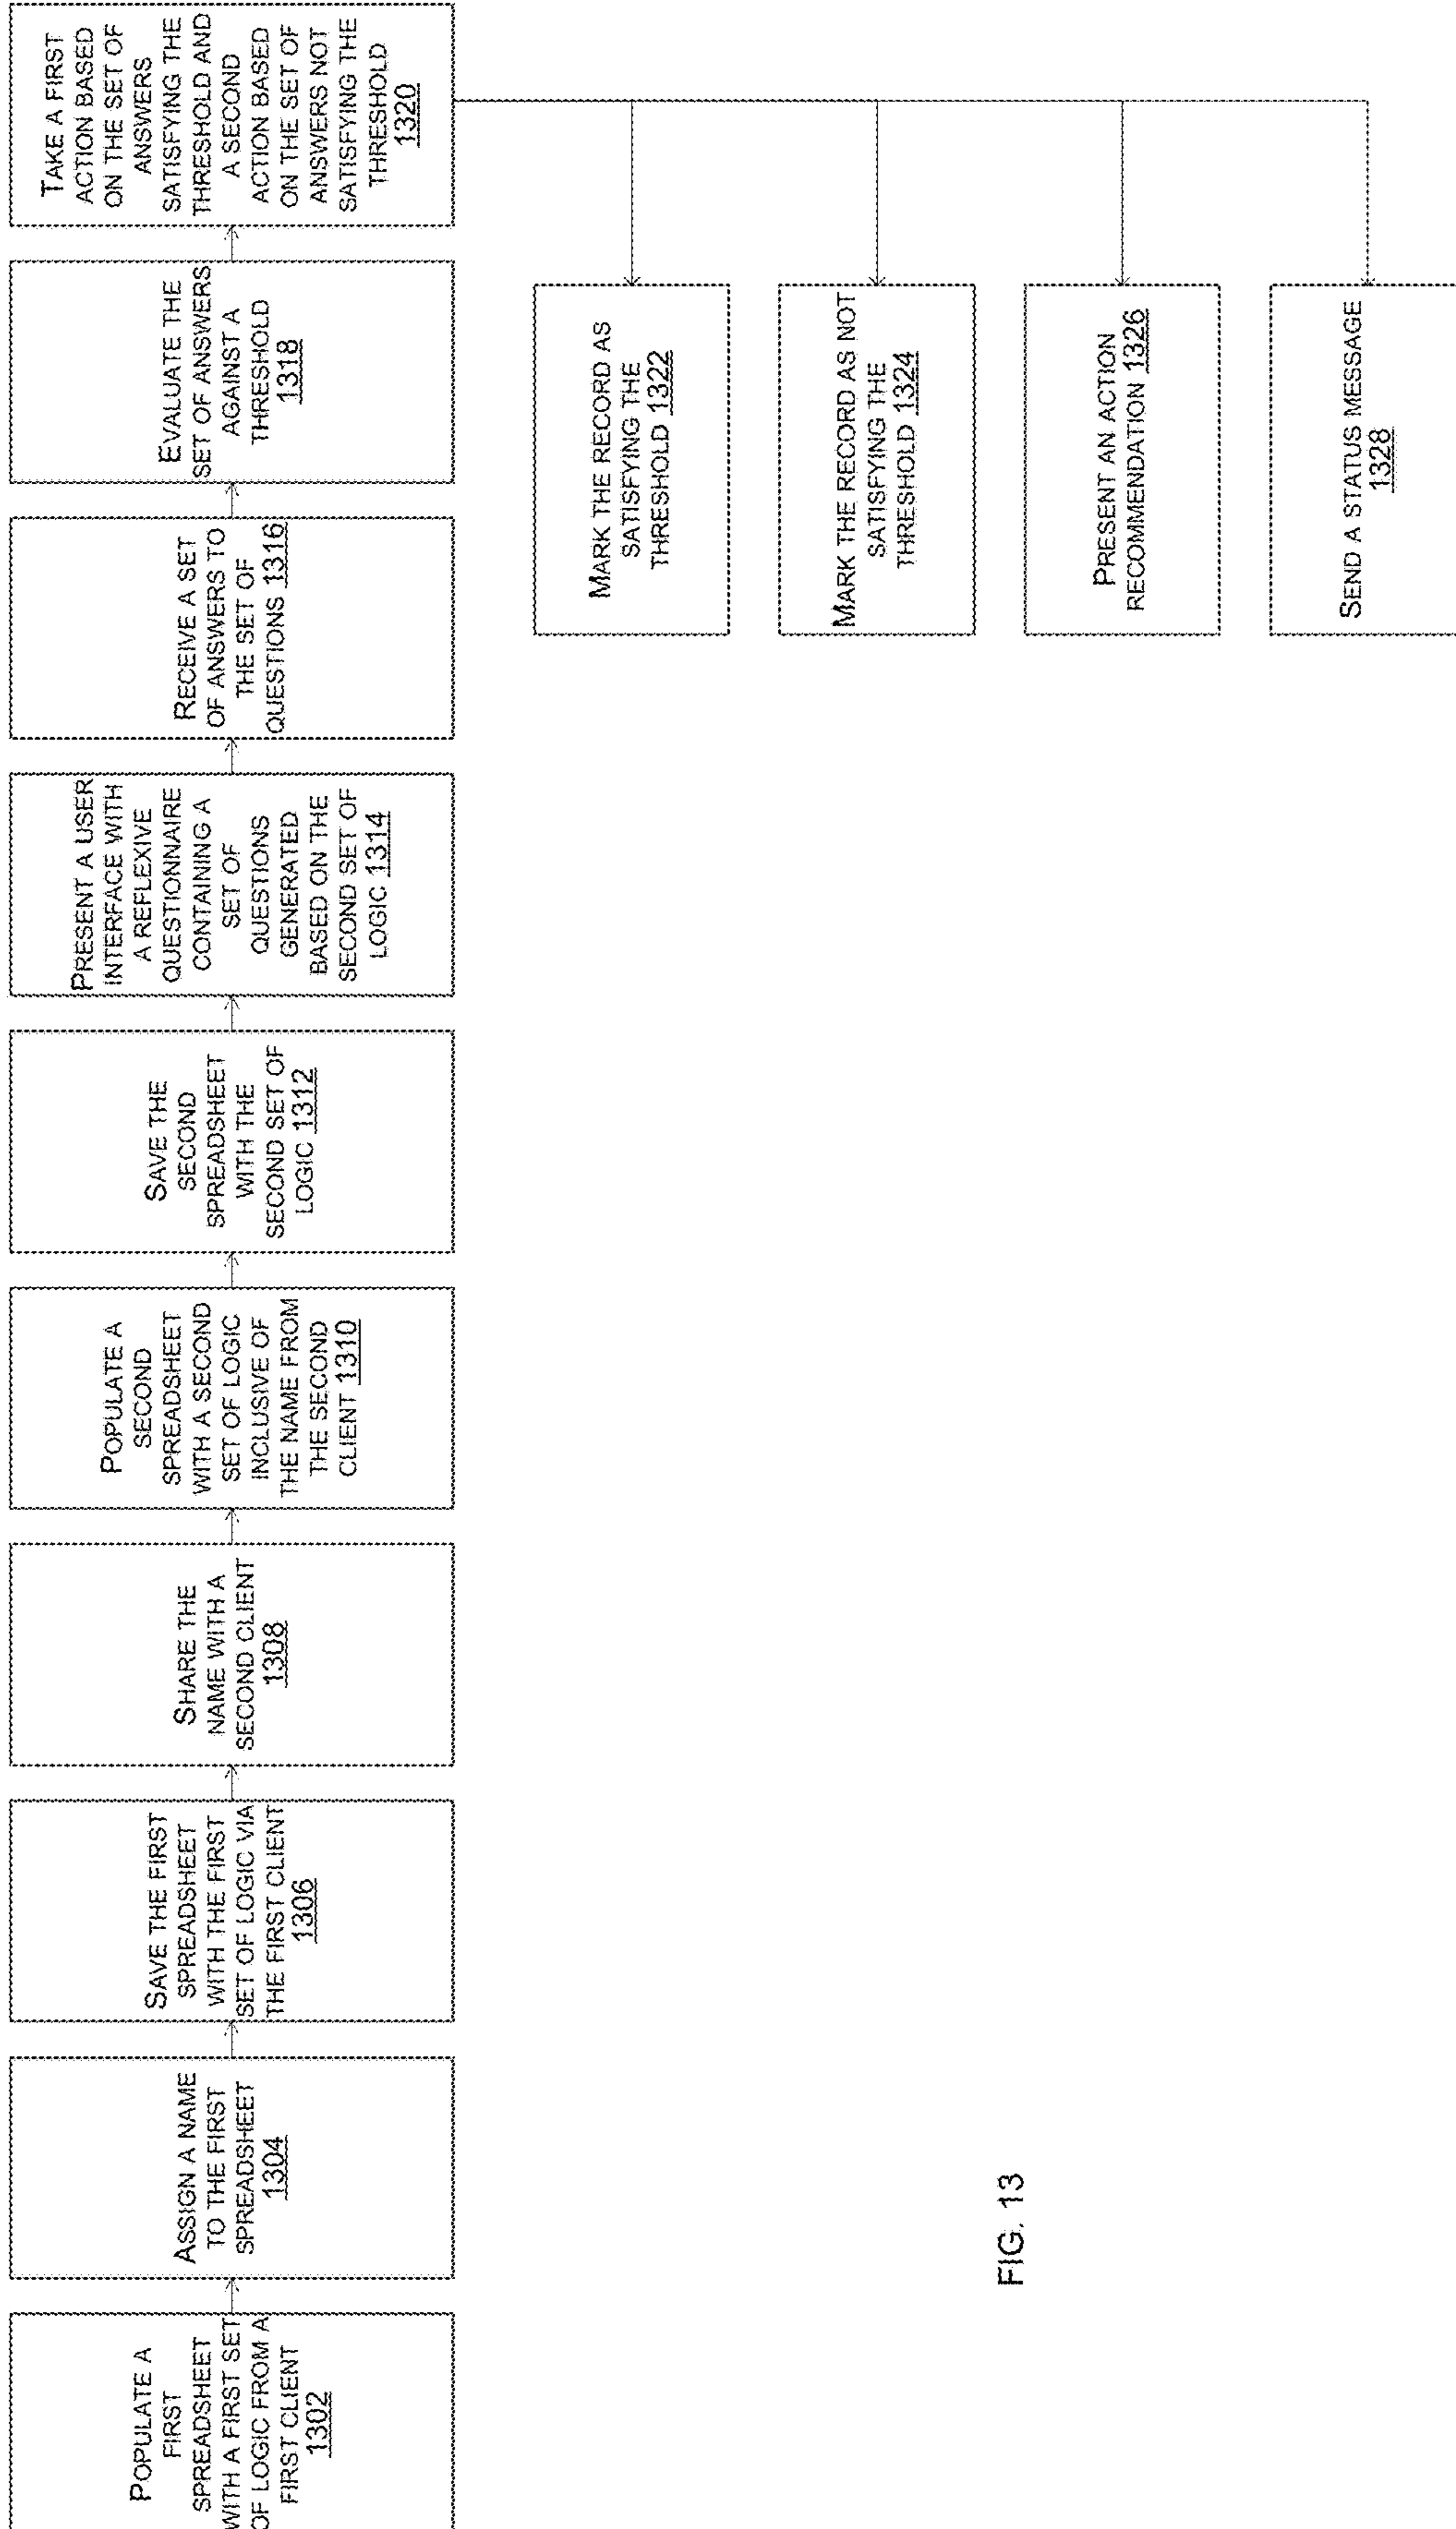 POPULATE A
FIRST
SPREADSHEET
WITH A FIRST SET
OF LOGIC FROM A
FIRST CLIENT
1302
ASSIGN A NAME
TO THE FIRST
SPREADSHEET
1304
SAVE THE FIRST
SPREADSHEET
WITH THE FIRST
SET OF LOGIC VIA
THE FIRST CLIENT
1306
SHARE THE
NAME WITH A
SECOND CLIENT
1308
POPULATE A
SECOND
SPREADSHEET
WITH A SECOND
SET OF LOGIC
INCLUSIVE OF
THE NAME FROM
THE SECOND
CLIENT 1310
SAVE THE
SECOND
SPREADSHEET
WITH THE
SECOND SET OF
LOGIC 1312
PRESENT A USER
INTERFACE WITH
A REFLEXIVE
QUESTIONNAIRE
CONTAINING A
SET OF
QUESTIONS
GENERATED
BASED ON THE
SECOND SET OF
LOGIC 1314
RECEIVE A SET
OF ANSWERS TO
THE SET OF
QUESTIONS 1316
EVALUATE THE
SET OF ANSWERS
AGAINST A
THRESHOLD
1318
TAKE A FIRST
ACTION BASED
ON THE SET OF
ANSWERS
SATISFYING THE
THRESHOLD AND
A SECOND
ACTION BASED
ON THE SET OF
ANSWERS NOT
SATISFYING THE
THRESHOLD
1320
MARK THE RECORD AS
SATISFYING THE
THRESHOLD 1322
MARK THE RECORD AS NOT
SATISFYING THE
THRESHOLD 1324
PRESENT AN ACTION
RECOMMENDATION 1326
SEND A STATUS MESSAGE
1328
FIG. 13